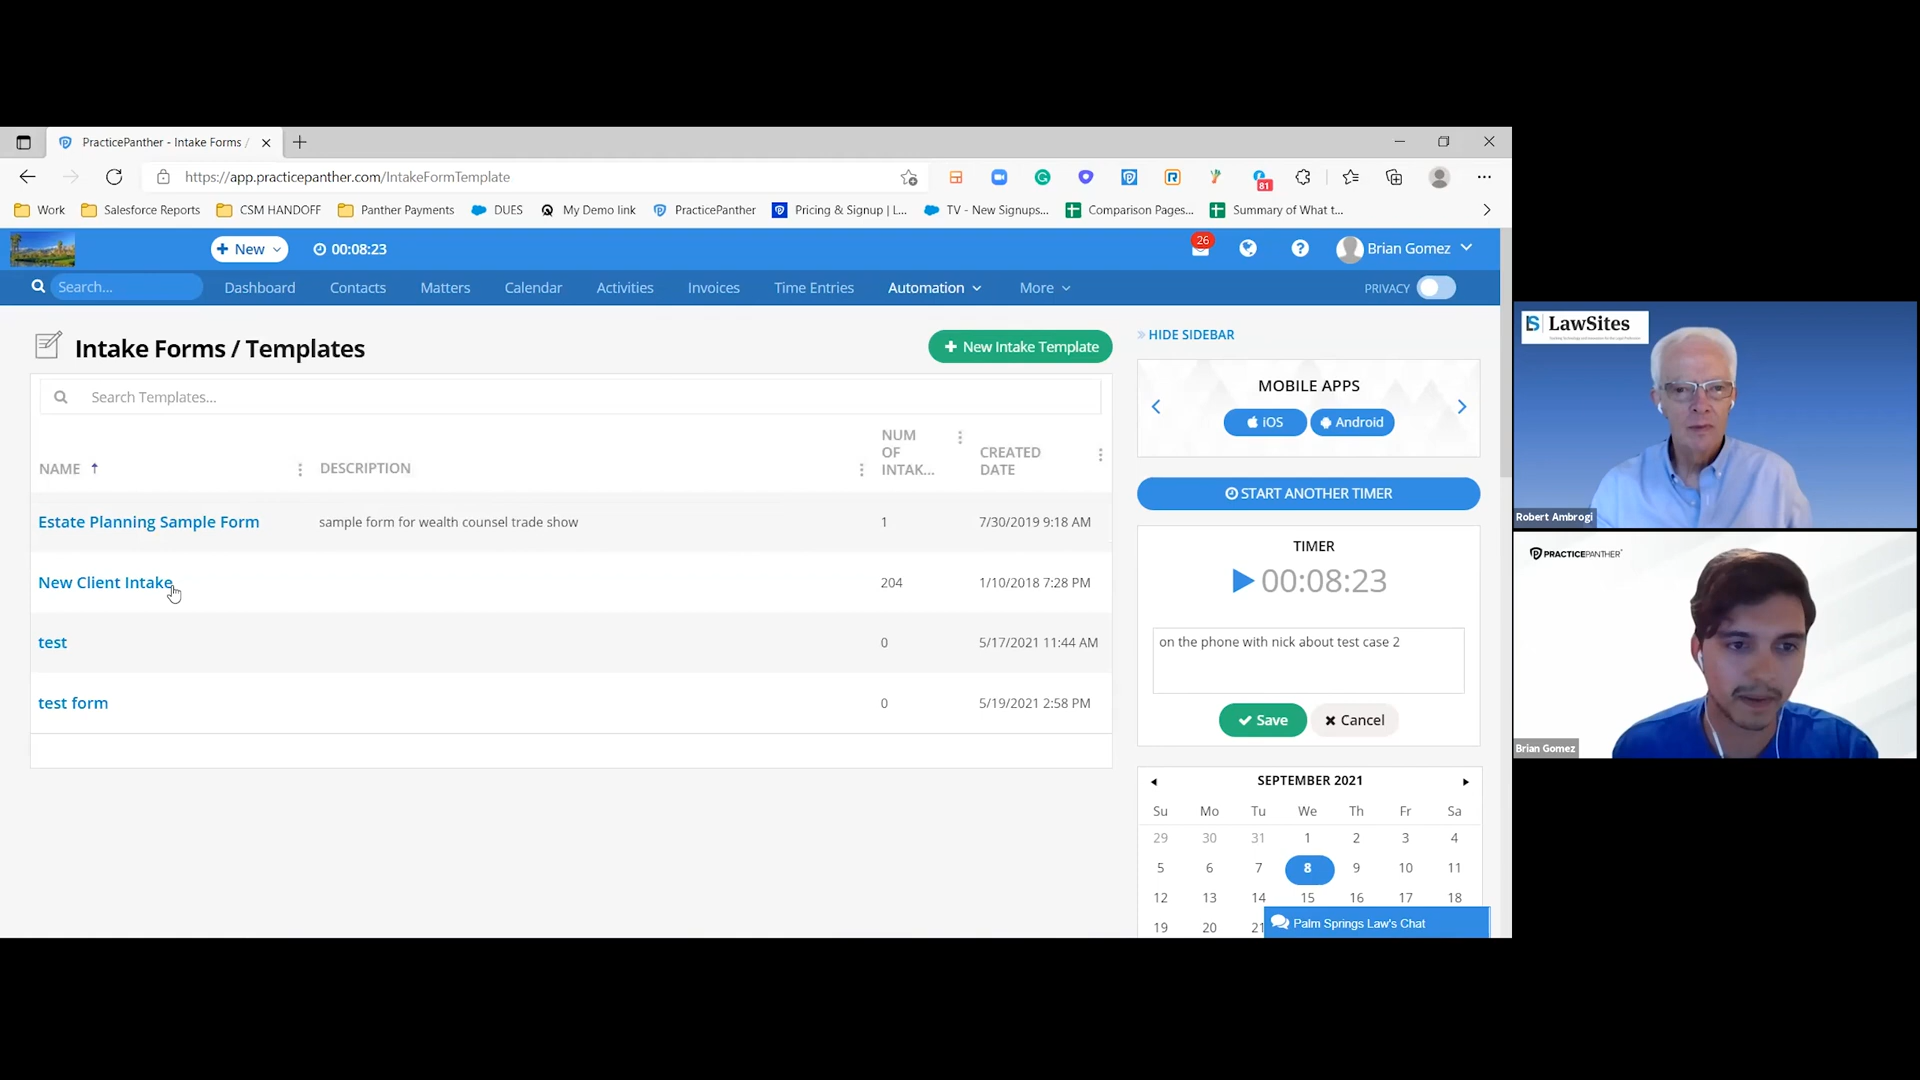 PracticePanther - Intake Forms /
https://app.practicepanther.com/IntakeFormTemplate
81
Work
Salesforce Reports
CSM HANDOFF
Panther Payments
DUES
My Demo link
PracticePanther
Pricing & Signup | L...
TV - New Signups...
Comparison Pages...
Summary of What t...
+ New
00:08:23
26
?
Brian Gomez
Search...
Dashboard
Contacts
Matters
Calendar
Activities
Invoices
Time Entries
Automation
More
PRIVACY
Intake Forms / Templates
+ New Intake Template
Search Templates...
NAME
DESCRIPTION
NUM
OF
INTAK...
CREATED
DATE
Estate Planning Sample Form
sample form for wealth counsel trade show
1
7/30/2019 9:18 AM
New Client Intake
204
1/10/2018 7:28 PM
test
0
5/17/2021 11:44 AM
test form
0
5/19/2021 2:58 PM
» HIDE SIDEBAR
MOBILE APPS
iOS
Android
START ANOTHER TIMER
TIMER
00:08:23
on the phone with nick about test case 2
Save
Cancel
SEPTEMBER 2021
Su Mo Tu We Th Fr Sa
29 30 31 1 2 3 4
5 6 7 8 9 10 11
12 13 14 15 16 17 18
19 20 21
Palm Springs Law's Chat
LS LawSites
Robert Ambrogi
PRACTICEPANTHER
Brian Gomez